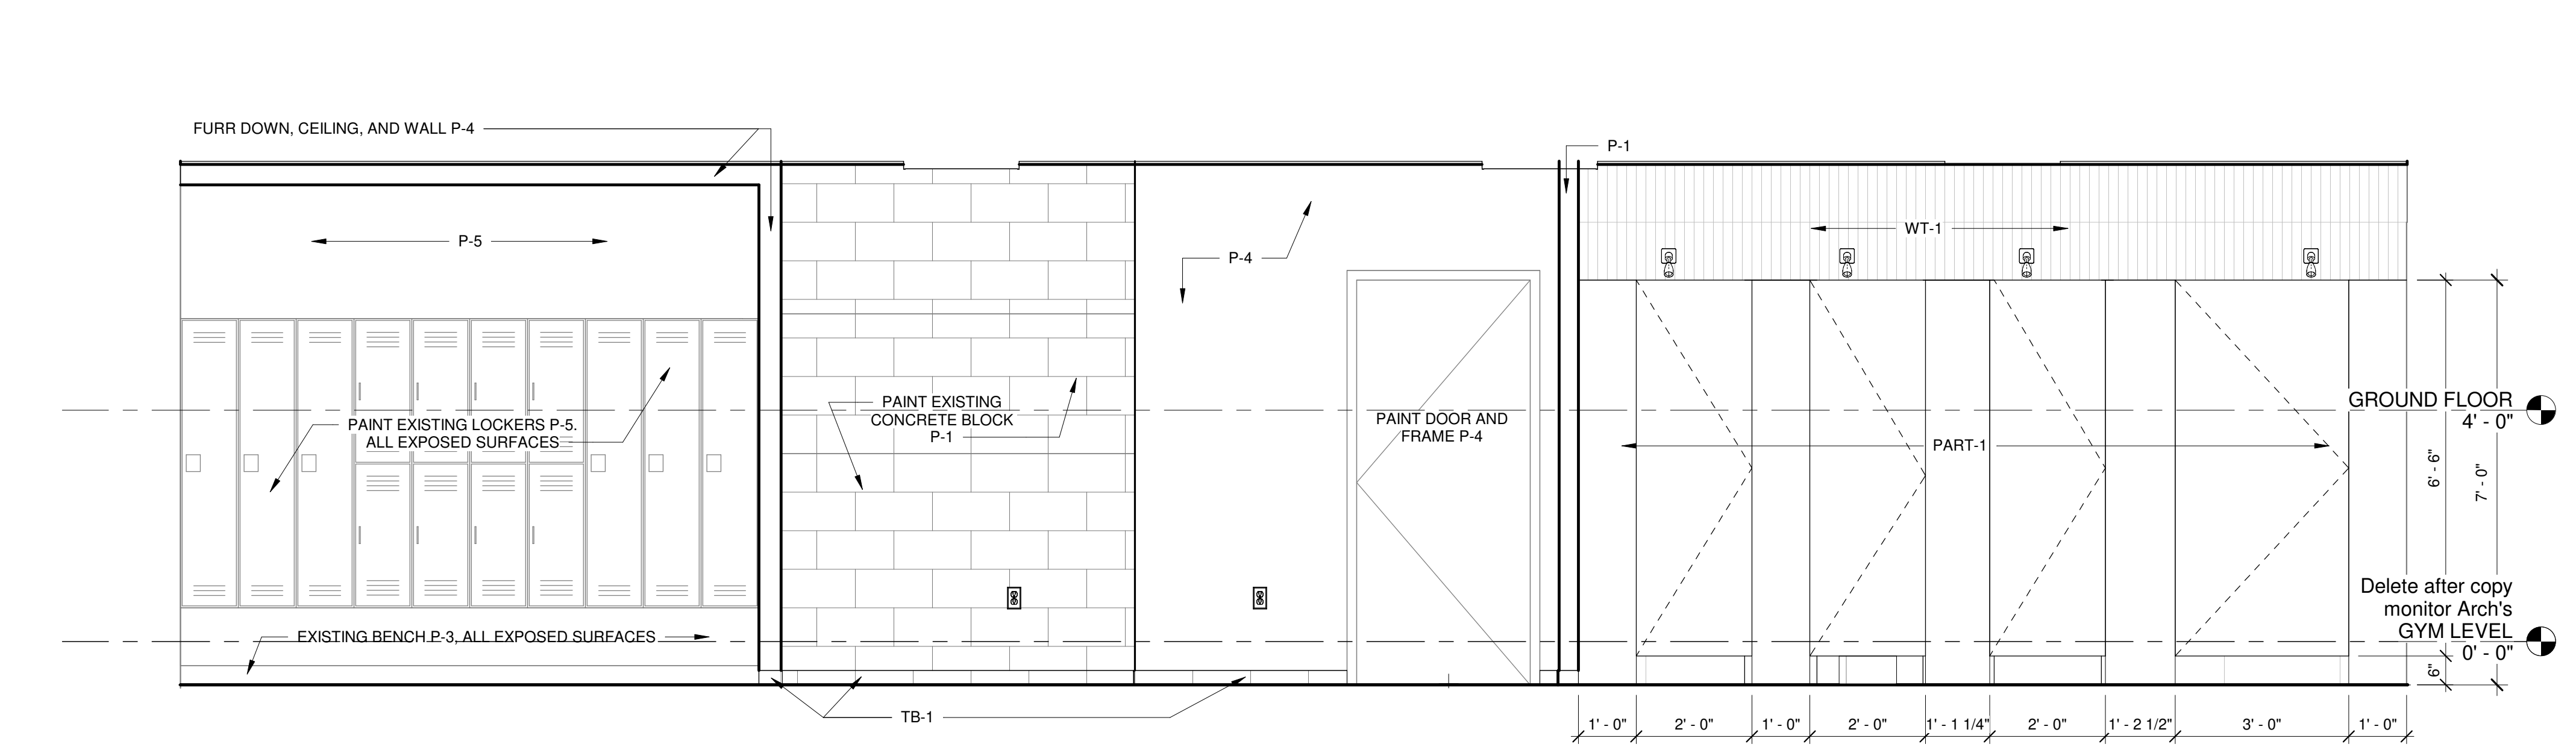 FURR DOWN, CEILING, AND WALL P-4
P-1
P-5
WT-1
P-4
PAINT EXISTING LOCKERS P-5.
ALL EXPOSED SURFACES
PAINT EXISTING
CONCRETE BLOCK
P-1
PAINT DOOR AND
FRAME P-4
PART-1
GROUND FLOOR
4' - 0"
6' - 6"
7' - 0"
EXISTING BENCH P-3, ALL EXPOSED SURFACES
Delete after copy
monitor Arch's
GYM LEVEL
0' - 0"
6"
TB-1
1' - 0"
2' - 0"
1' - 0"
2' - 0"
1' - 1 1/4"
2' - 0"
1' - 2 1/2"
3' - 0"
1' - 0"